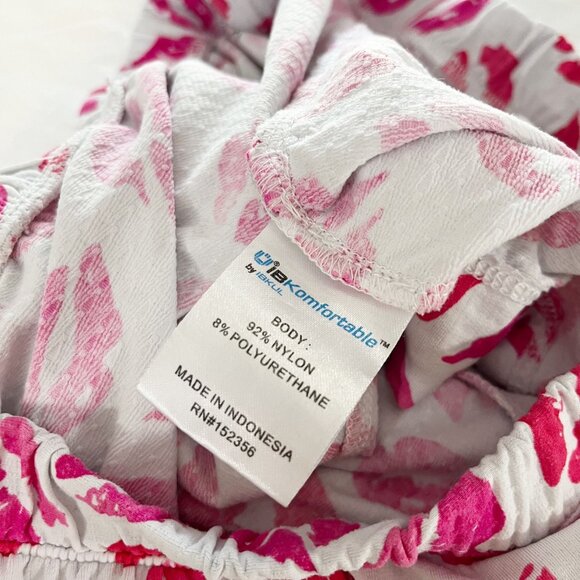 iBKomfortable™
by IBKUL
BODY:
92% NYLON
8% POLYURETHANE
MADE IN INDONESIA
RN#152356